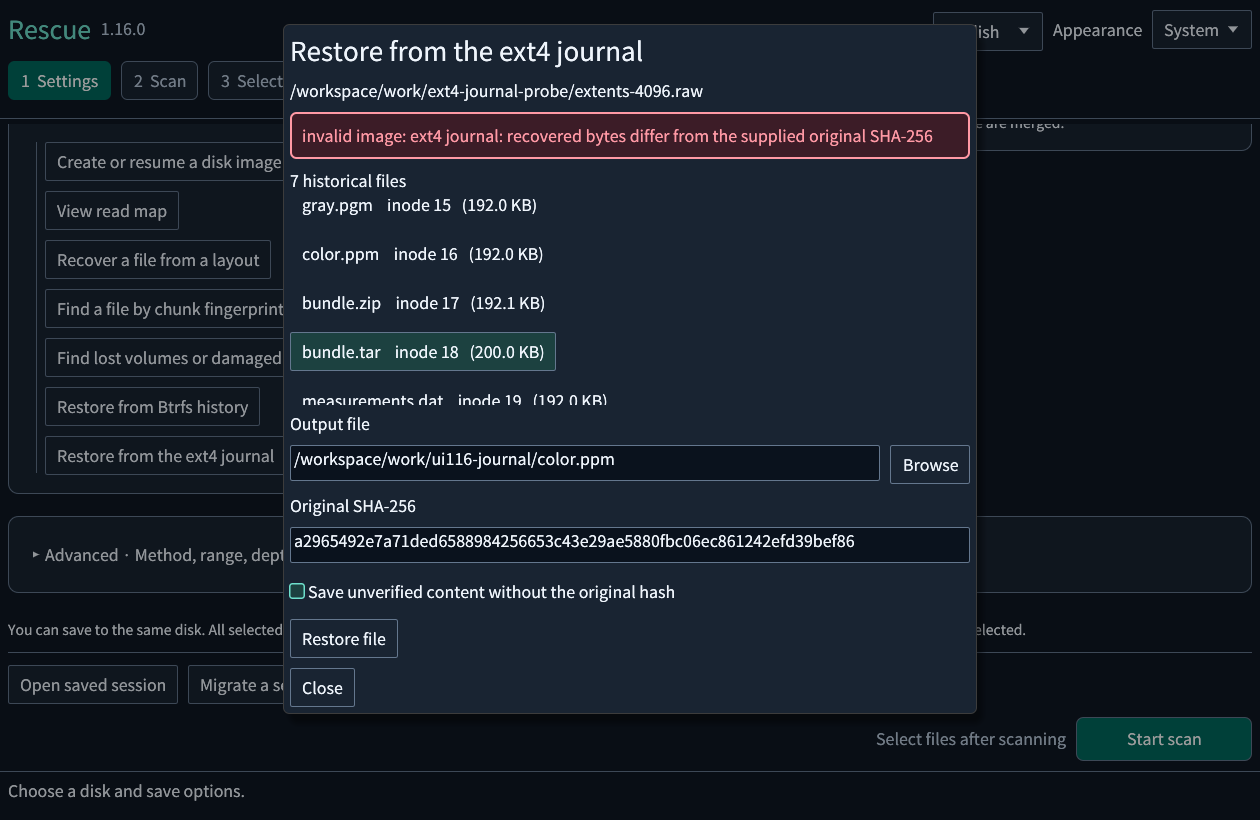 Rescue 1.16.0
ish
Appearance
System
1 Settings
2 Scan
3 Select
Restore from the ext4 journal
/workspace/work/ext4-journal-probe/extents-4096.raw
invalid image: ext4 journal: recovered bytes differ from the supplied original SHA-256
e are merged.
7 historical files
gray.pgm inode 15 (192.0 KB)
color.ppm inode 16 (192.0 KB)
bundle.zip inode 17 (192.1 KB)
bundle.tar inode 18 (200.0 KB)
measurements.dat inode 19 (192.0 KB)
Output file
/workspace/work/ui116-journal/color.ppm
Browse
Original SHA-256
a2965492e7a71ded6588984256653c43e29ae5880fbc06ec861242efd39bef86
Save unverified content without the original hash
Restore file
Close
Create or resume a disk image
View read map
Recover a file from a layout
Find a file by chunk fingerprint
Find lost volumes or damaged
Restore from Btrfs history
Restore from the ext4 journal
Advanced · Method, range, dept
You can save to the same disk. All selected
elected.
Open saved session
Migrate a s
Select files after scanning
Start scan
Choose a disk and save options.